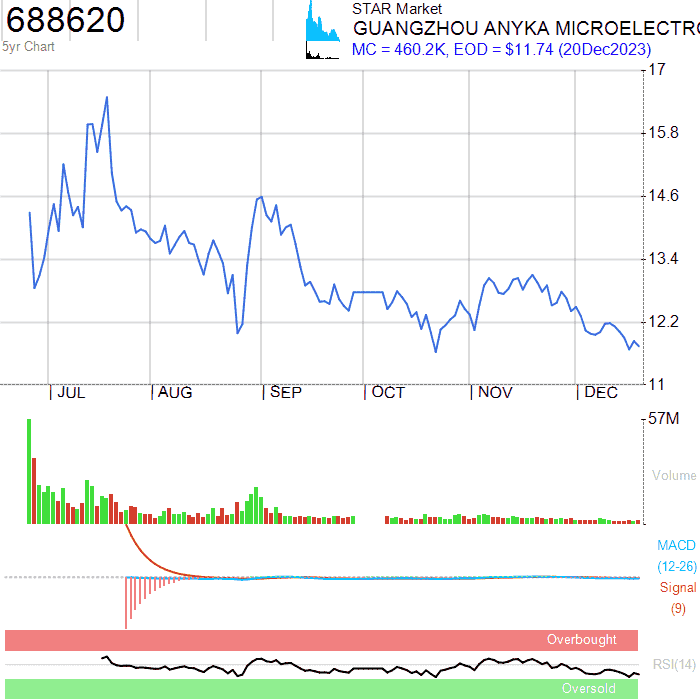 688620
5yr Chart
STAR Market
GUANGZHOU ANYKA MICROELECTRO
MC = 460.2K, EOD = $11.74 (20Dec2023)
17
15.8
14.6
13.4
12.2
11
JUL AUG SEP OCT NOV DEC
57M
Volume
MACD
(12-26)
Signal
(9)
Overbought
RSI(14)
Oversold